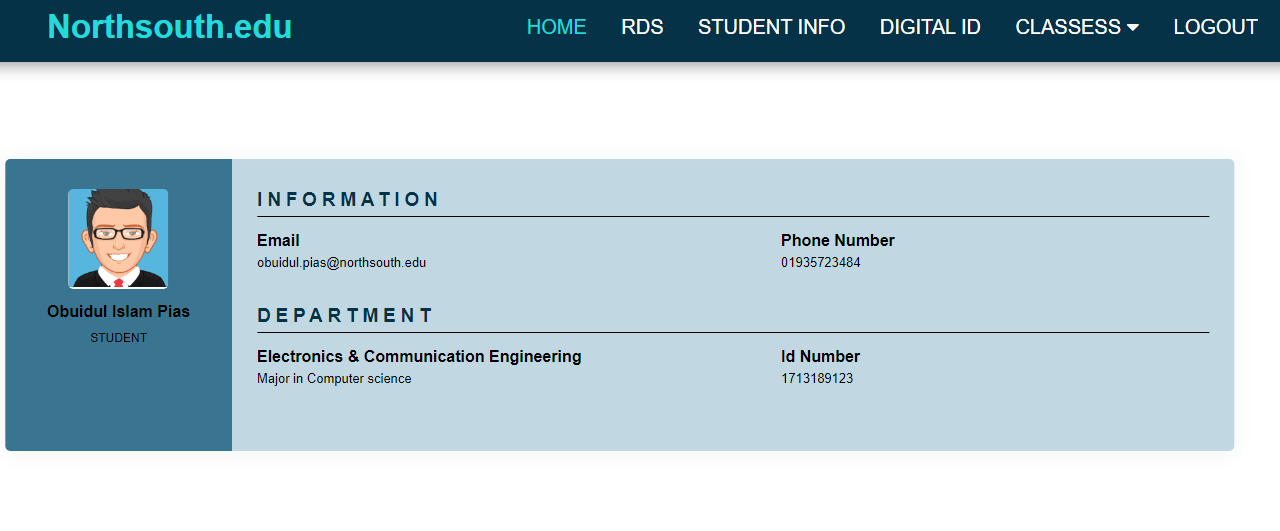 Northsouth.edu
HOME RDS STUDENT INFO DIGITAL ID CLASSESS LOGOUT
Obuidul Islam Pias
STUDENT
INFORMATION
Email Phone Number
obuidul.pias@northsouth.edu 01935723484
DEPARTMENT
Electronics & Communication Engineering Id Number
Major in Computer science 1713189123